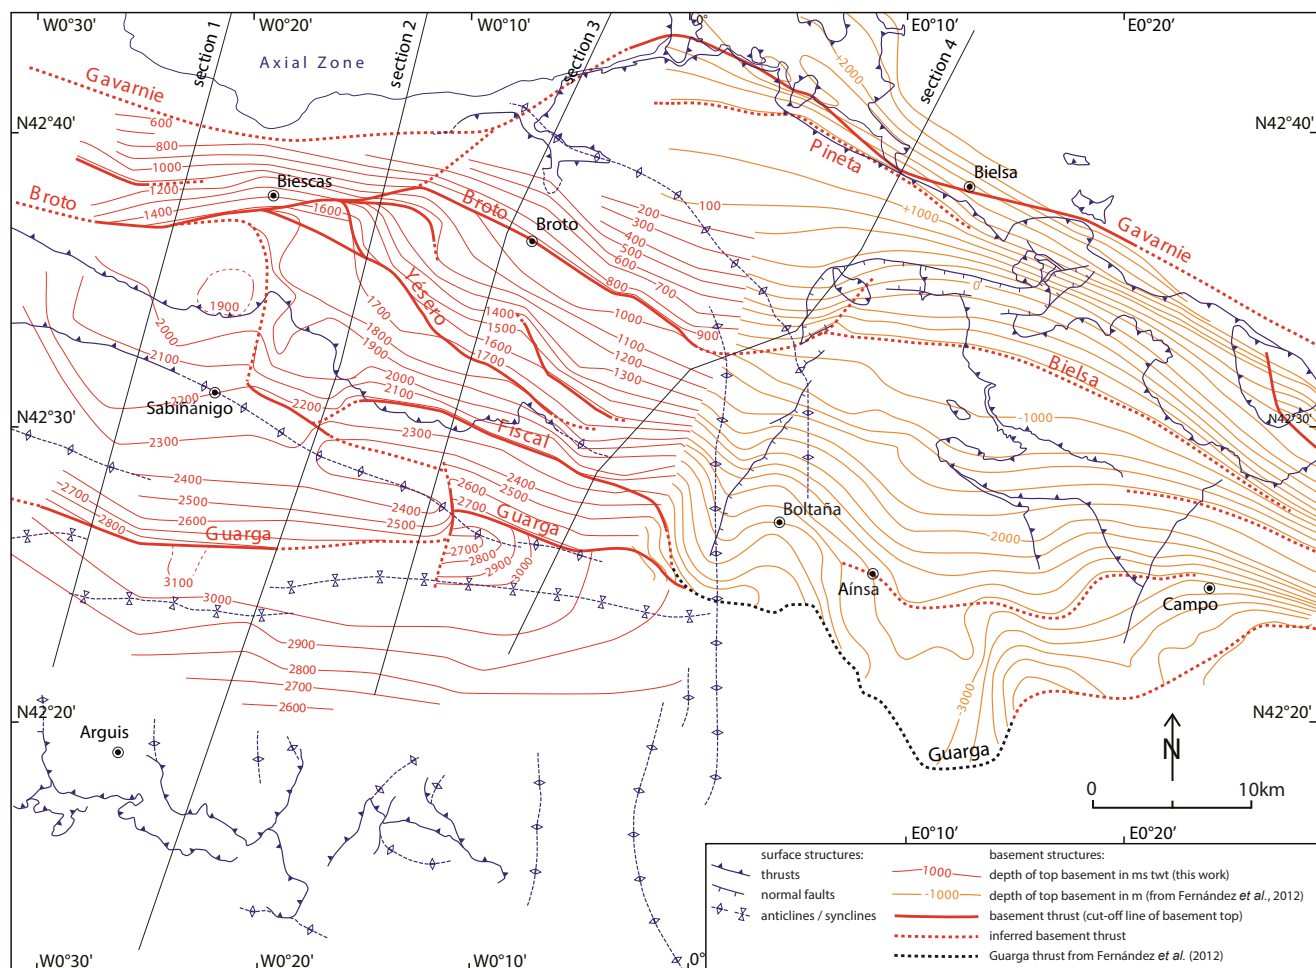 W0°30'
W0°20'
W0°10'
0°
E0°10'
E0°20'
section 1
section 2
section 3
section 4
Axial Zone
Gavarnie
+2000
N42°40'
N42°40'
600
800
1000
1200
1400
Pineta
Bielsa
Biescas
Broto
Broto
Broto
1600
200
100
300
400
500
600
700
800
900
+1000
Gavarnie
0
1900
Yésero
1700
1800
1900
1000
1400
1500
1600
1700
1100
1200
1300
2000
2100
2000
2100
2200
2200
Bielsa
-1000
Sabiñánigo
N42°30'
N42°30'
2300
2300
Fiscal
2400
2500
2400
2500
2600
2400
2500
2600
2700
2700
2800
Guarga
Guarga
Boltaña
2000
2700
2800
2900
3000
3100
3000
Aínsa
Campo
2900
2800
2700
2600
-3000
N42°20'
N42°20'
Arguis
Guarga
N
0
10km
W0°30'
W0°20'
W0°10'
0°
E0°10'
E0°20'
surface structures:
thrusts
normal faults
anticlines / synclines
basement structures:
1000
depth of top basement in ms twt (this work)
-1000
depth of top basement in m (from Fernández et al., 2012)
basement thrust (cut-off line of basement top)
inferred basement thrust
Guarga thrust from Fernández et al. (2012)